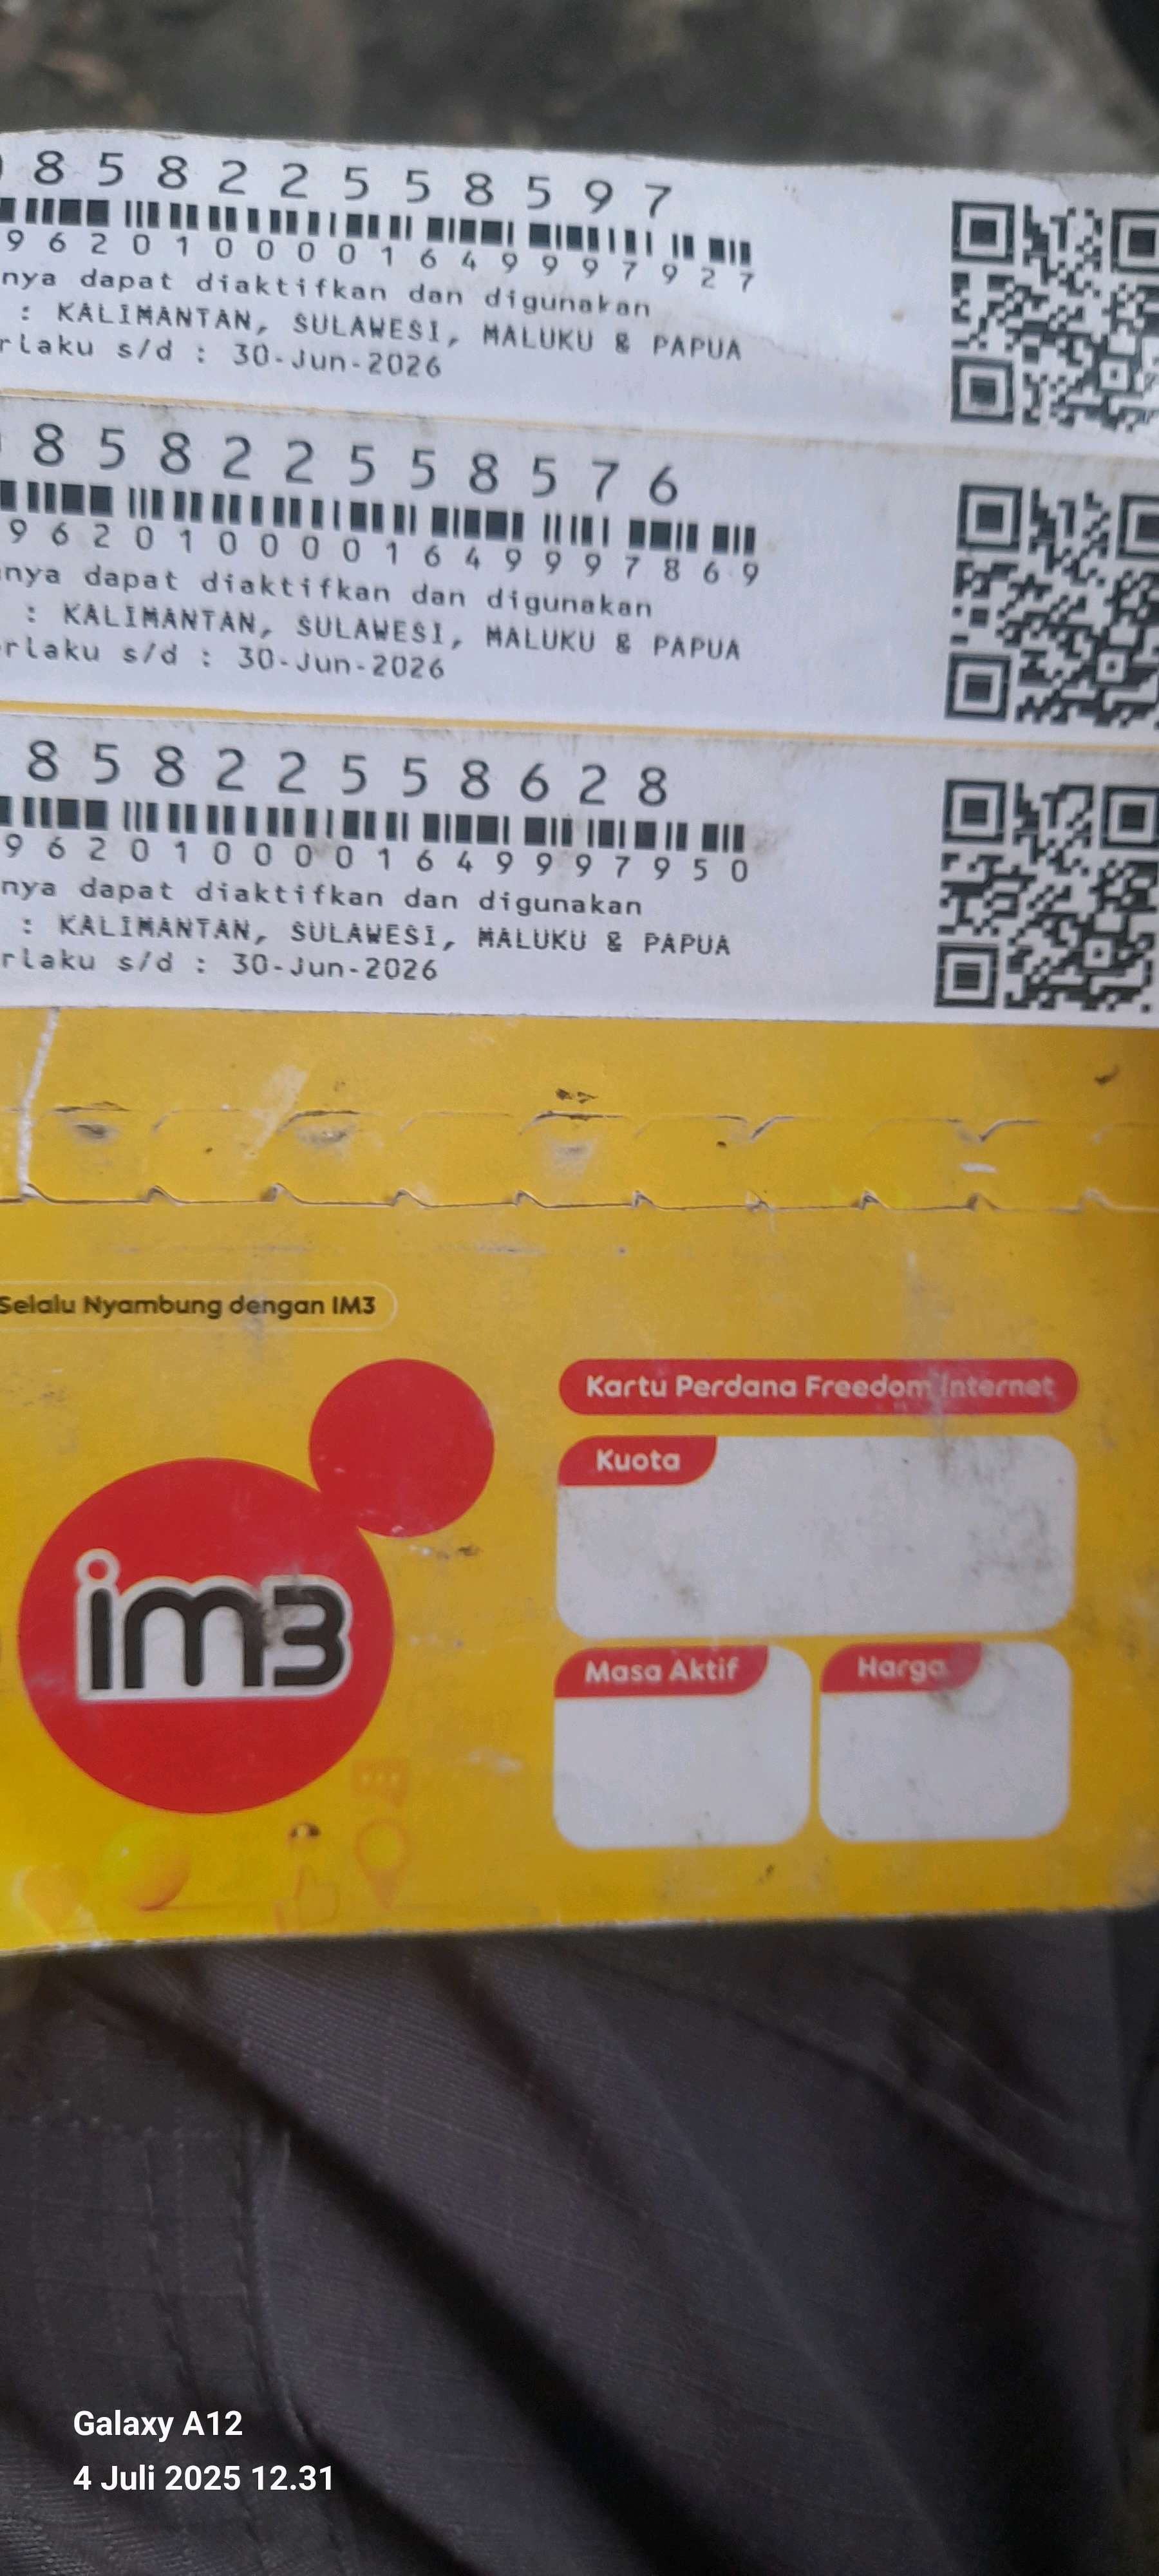 85822558597
9620100001649997927
nya dapat diaktifkan dan digunakan
: KALIMANTAN, SULAWESI, MALUKU & PAPUA
rlaku s/d : 30-Jun-2026
85822558576
9620100001649997869
nya dapat diaktifkan dan digunakan
: KALIMANTAN, SULAWESI, MALUKU & PAPUA
rlaku s/d : 30-Jun-2026
85822558628
9620100001649997950
nya dapat diaktifkan dan digunakan
: KALIMANTAN, SULAWESI, MALUKU & PAPUA
rlaku s/d : 30-Jun-2026
Selalu Nyambung dengan IM3
Kartu Perdana Freedom Internet
Kuota
im3
Masa Aktif
Harga
Galaxy A12
4 Juli 2025 12.31